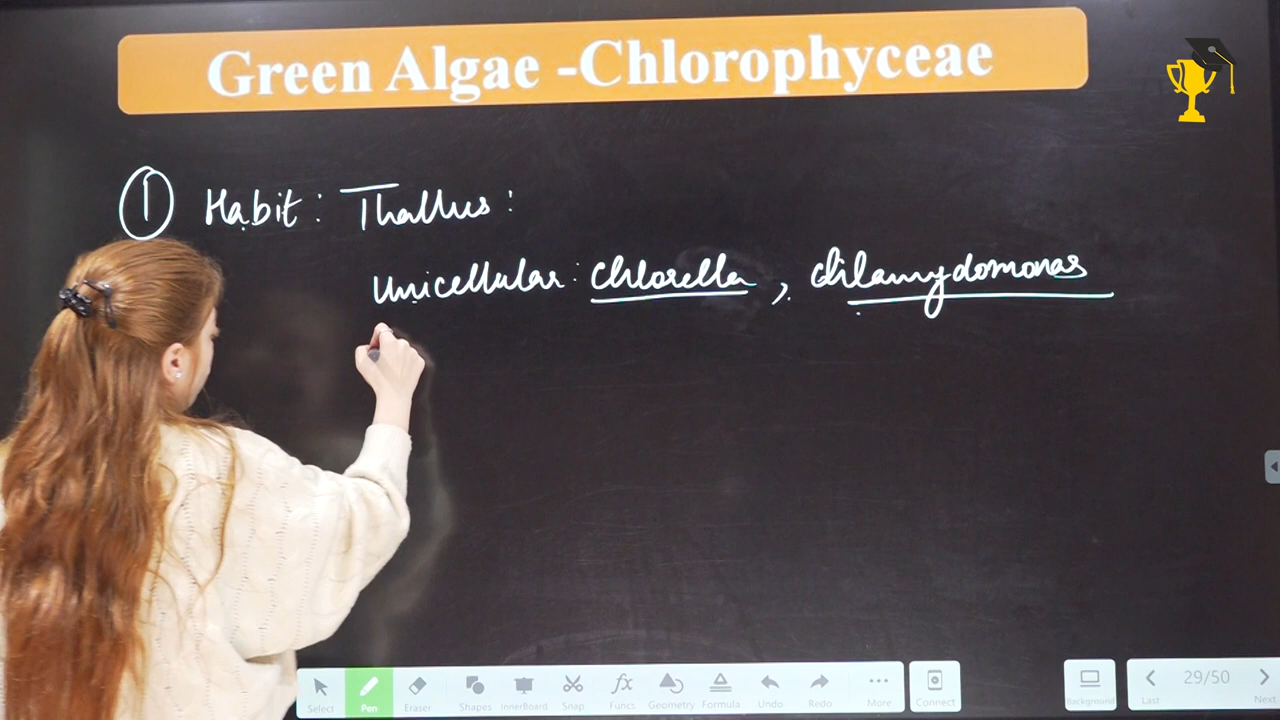 Green Algae -Chlorophyceae
① Habit : Thallus :
Unicellular : Chlorella , Chlamydomonas
Select Pen Eraser Shapes InnerBoard Snap Funcs Geometry Formula Undo Redo More Connect Background Last 29/50 Next